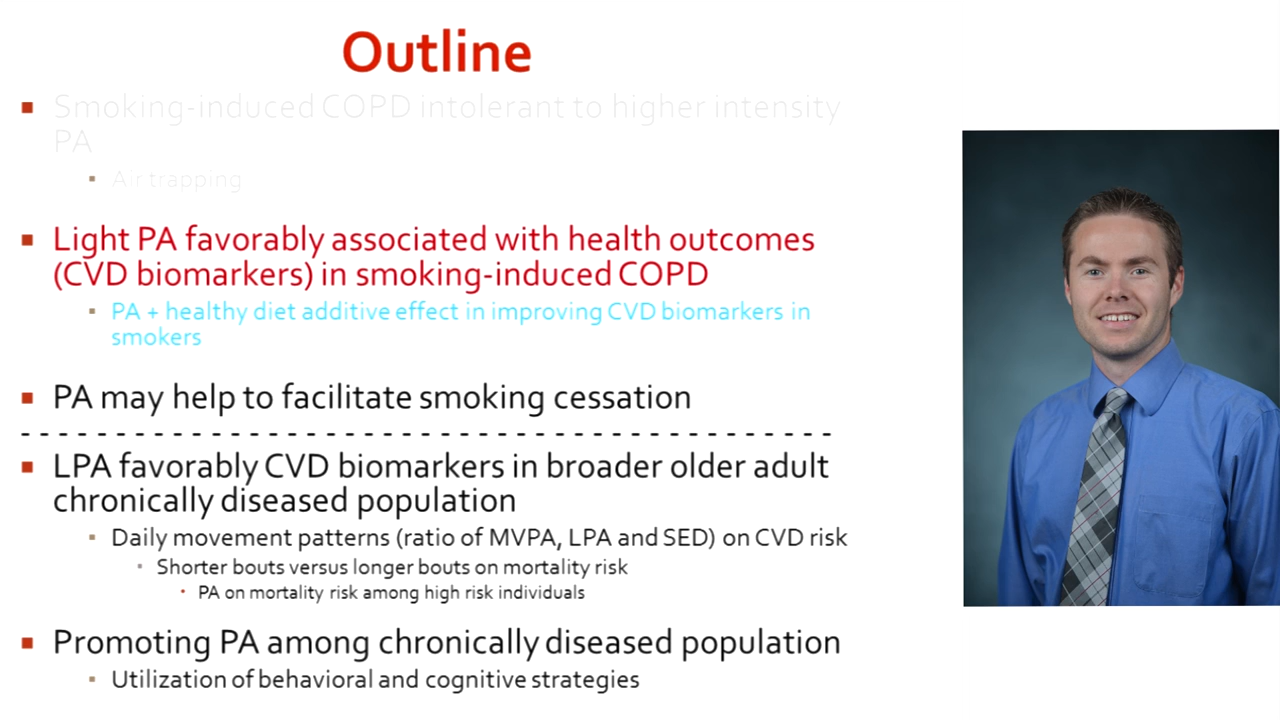 Outline
Smoking-induced COPD intolerant to higher intensity
PA
Air trapping
Light PA favorably associated with health outcomes
(CVD biomarkers) in smoking-induced COPD
PA + healthy diet additive effect in improving CVD biomarkers in
smokers
PA may help to facilitate smoking cessation
LPA favorably CVD biomarkers in broader older adult
chronically diseased population
Daily movement patterns (ratio of MVPA, LPA and SED) on CVD risk
Shorter bouts versus longer bouts on mortality risk
PA on mortality risk among high risk individuals
Promoting PA among chronically diseased population
Utilization of behavioral and cognitive strategies